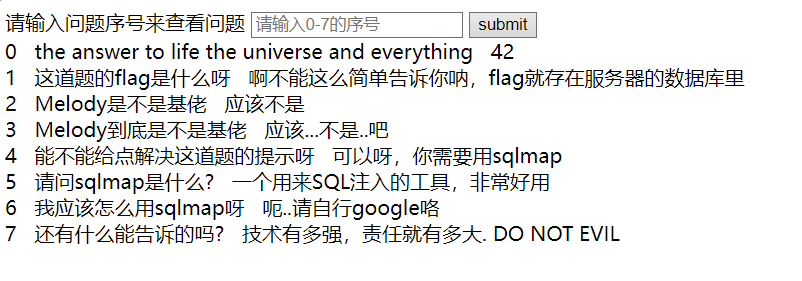 请输入问题序号来查看问题 请输入0-7的序号 submit
0 the answer to life the universe and everything 42
1 这道题的flag是什么呀 啊不能这么简单告诉你呐，flag就存在服务器的数据库里
2 Melody是不是基佬 应该不是
3 Melody到底是不是基佬 应该...不是..吧
4 能不能给点解决这道题的提示呀 可以呀，你需要用sqlmap
5 请问sqlmap是什么？ 一个用来SQL注入的工具，非常好用
6 我应该怎么用sqlmap呀 呃..请自行google咯
7 还有什么能告诉的吗？ 技术有多强，责任就有多大. DO NOT EVIL